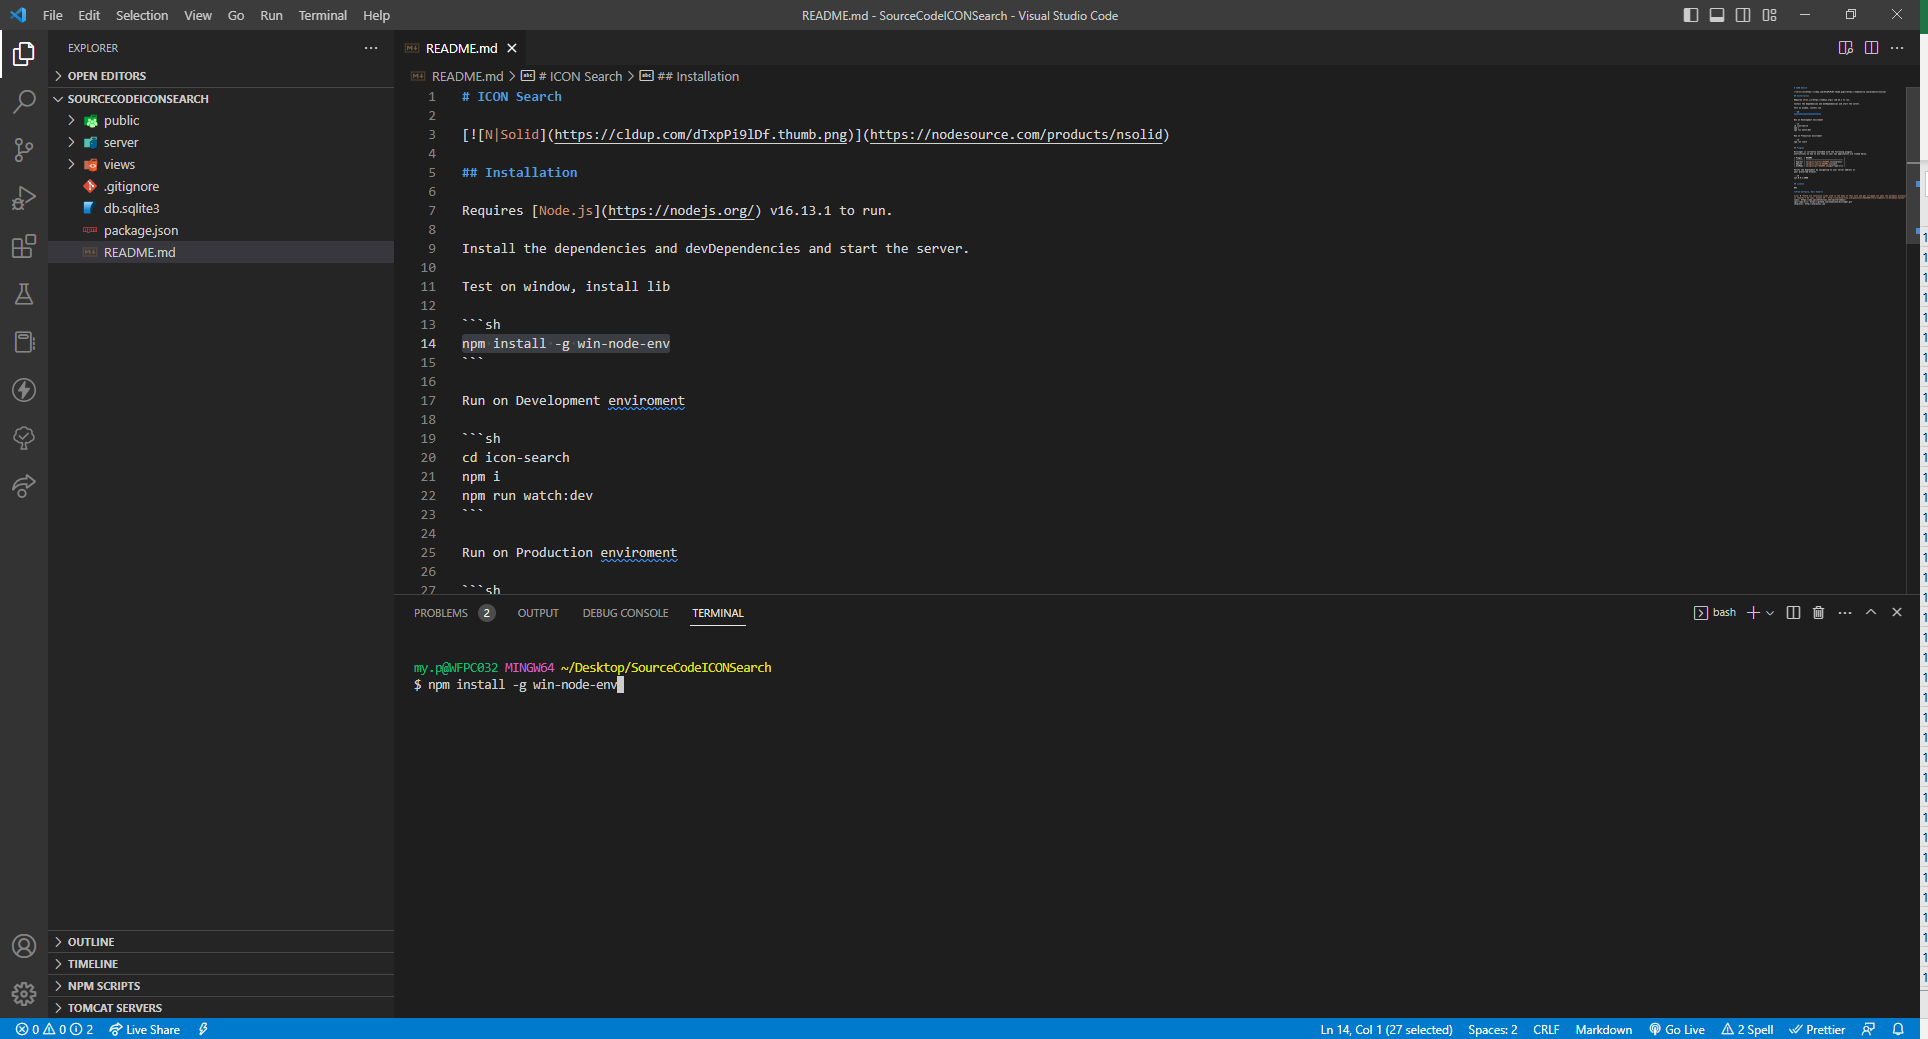 File Edit Selection View Go Run Terminal Help
README.md - SourceCodeICONSearch - Visual Studio Code
EXPLORER
OPEN EDITORS
SOURCECODEICONSEARCH
public
server
views
.gitignore
db.sqlite3
package.json
README.md
OUTLINE
TIMELINE
NPM SCRIPTS
TOMCAT SERVERS
README.md
README.md > # ICON Search > ## Installation
1 # ICON Search
2
3 [![N|Solid](https://cldup.com/dTxpPi9lDf.thumb.png)](https://nodesource.com/products/nsolid)
4
5 ## Installation
6
7 Requires [Node.js](https://nodejs.org/) v16.13.1 to run.
8
9 Install the dependencies and devDependencies and start the server.
10
11 Test on window, install lib
12
13 ```sh
14 npm install -g win-node-env
15 ```
16
17 Run on Development enviroment
18
19 ```sh
20 cd icon-search
21 npm i
22 npm run watch:dev
23 ```
24
25 Run on Production enviroment
26
27 ```sh
PROBLEMS 2 OUTPUT DEBUG CONSOLE TERMINAL
bash
my.p@WFPC032 MINGW64 ~/Desktop/SourceCodeICONSearch
$ npm install -g win-node-env
0 0 2 Live Share
Ln 14, Col 1 (27 selected) Spaces: 2 CRLF Markdown Go Live 2 Spell Prettier